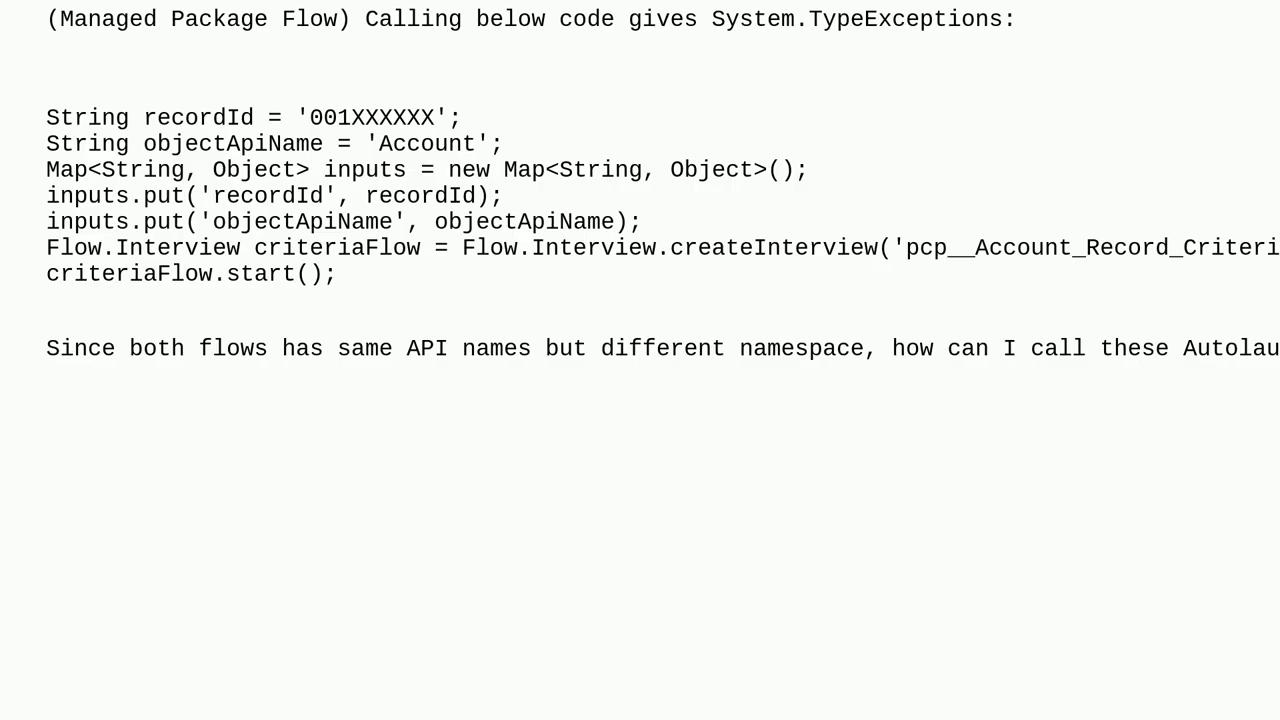 (Managed Package Flow) Calling below code gives System.TypeExceptions:
String recordId = '001XXXXXX';
String objectApiName = 'Account';
Map<String, Object> inputs = new Map<String, Object>();
inputs.put('recordId', recordId);
inputs.put('objectApiName', objectApiName);
Flow.Interview criteriaFlow = Flow.Interview.createInterview('pcp__Account_Record_Criteri
criteriaFlow.start();
Since both flows has same API names but different namespace, how can I call these Autolau